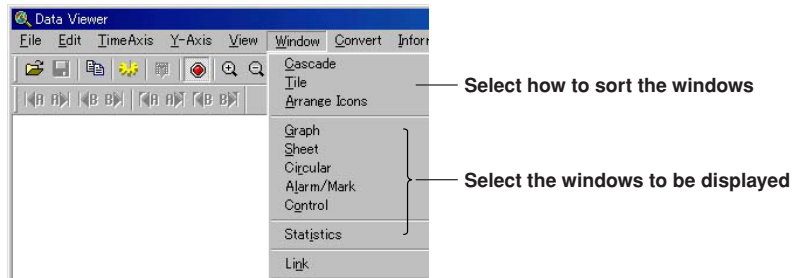 Data Viewer
File Edit TimeAxis Y-Axis View Window Convert Infor
Cascade
Tile
Arrange Icons
Select how to sort the windows
A A B B A A B B
Graph
Sheet
Circular
Alarm/Mark
Control
Statistics
Select the windows to be displayed
Link